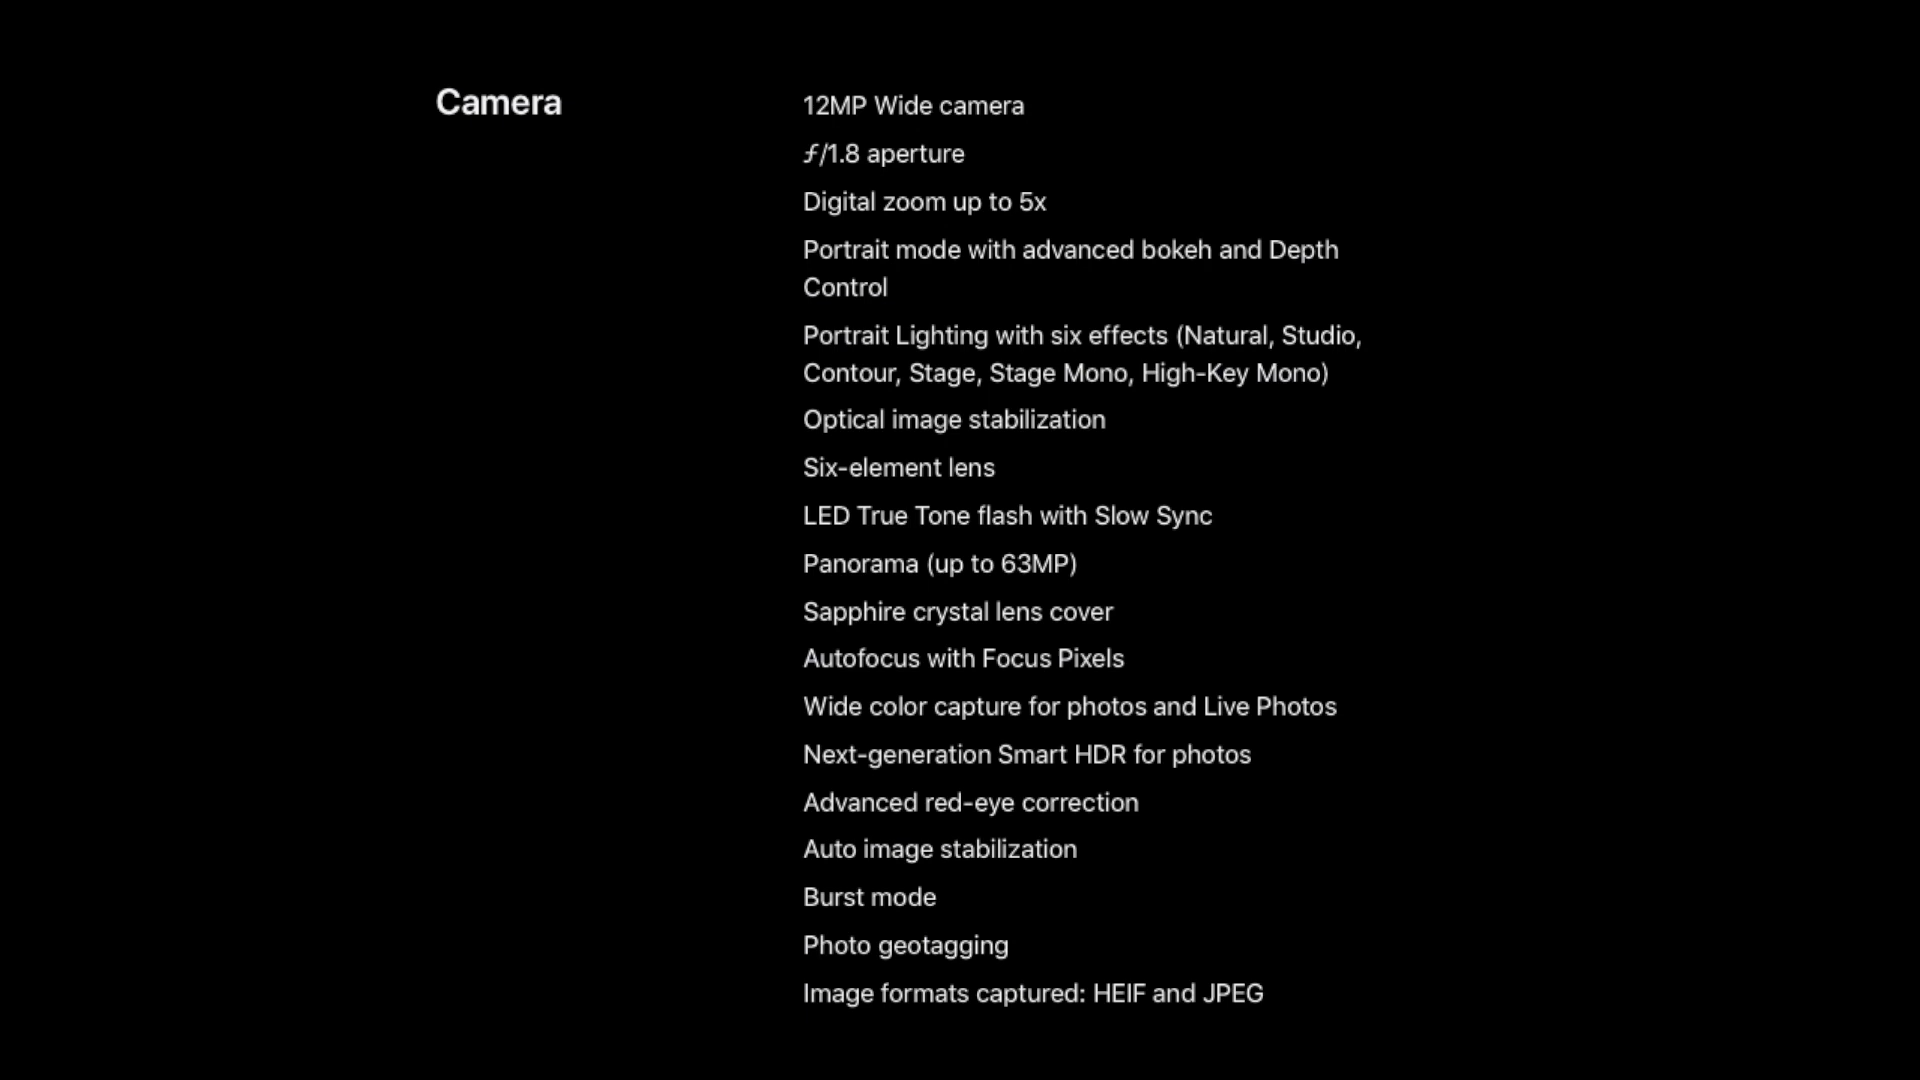 Camera
12MP Wide camera
ƒ/1.8 aperture
Digital zoom up to 5x
Portrait mode with advanced bokeh and Depth
Control
Portrait Lighting with six effects (Natural, Studio,
Contour, Stage, Stage Mono, High-Key Mono)
Optical image stabilization
Six-element lens
LED True Tone flash with Slow Sync
Panorama (up to 63MP)
Sapphire crystal lens cover
Autofocus with Focus Pixels
Wide color capture for photos and Live Photos
Next-generation Smart HDR for photos
Advanced red-eye correction
Auto image stabilization
Burst mode
Photo geotagging
Image formats captured: HEIF and JPEG